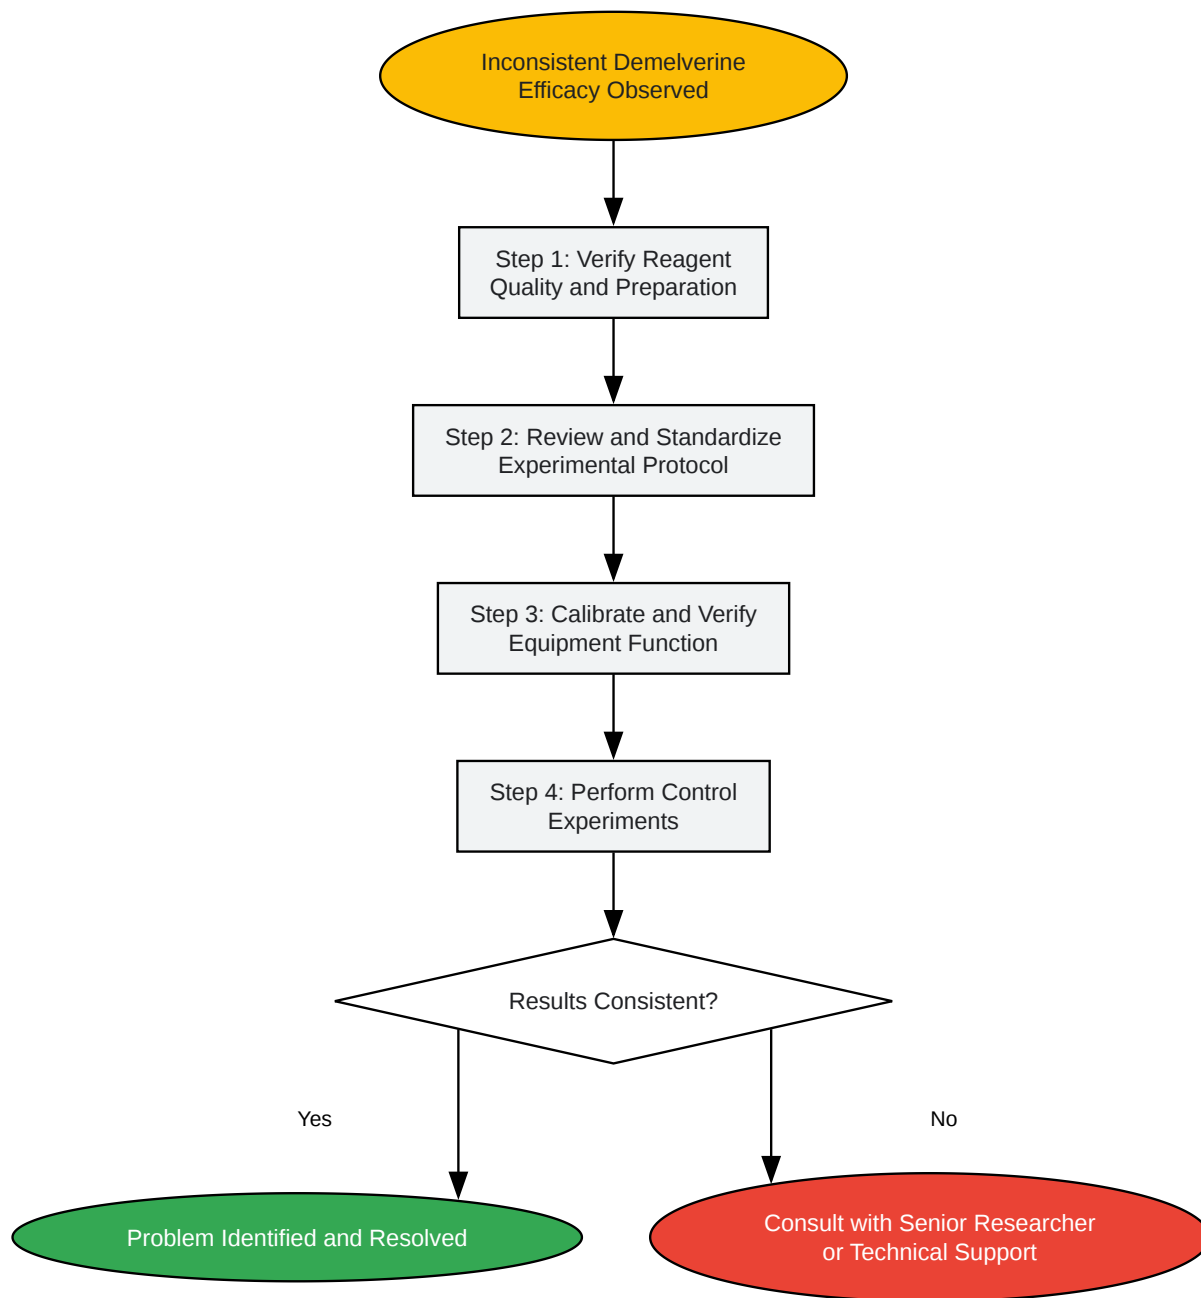 Inconsistent Demelverine
Efficacy Observed
Step 1: Verify Reagent
Quality and Preparation
Step 2: Review and Standardize
Experimental Protocol
Step 3: Calibrate and Verify
Equipment Function
Step 4: Perform Control
Experiments
Results Consistent?
Yes
No
Problem Identified and Resolved
Consult with Senior Researcher
or Technical Support